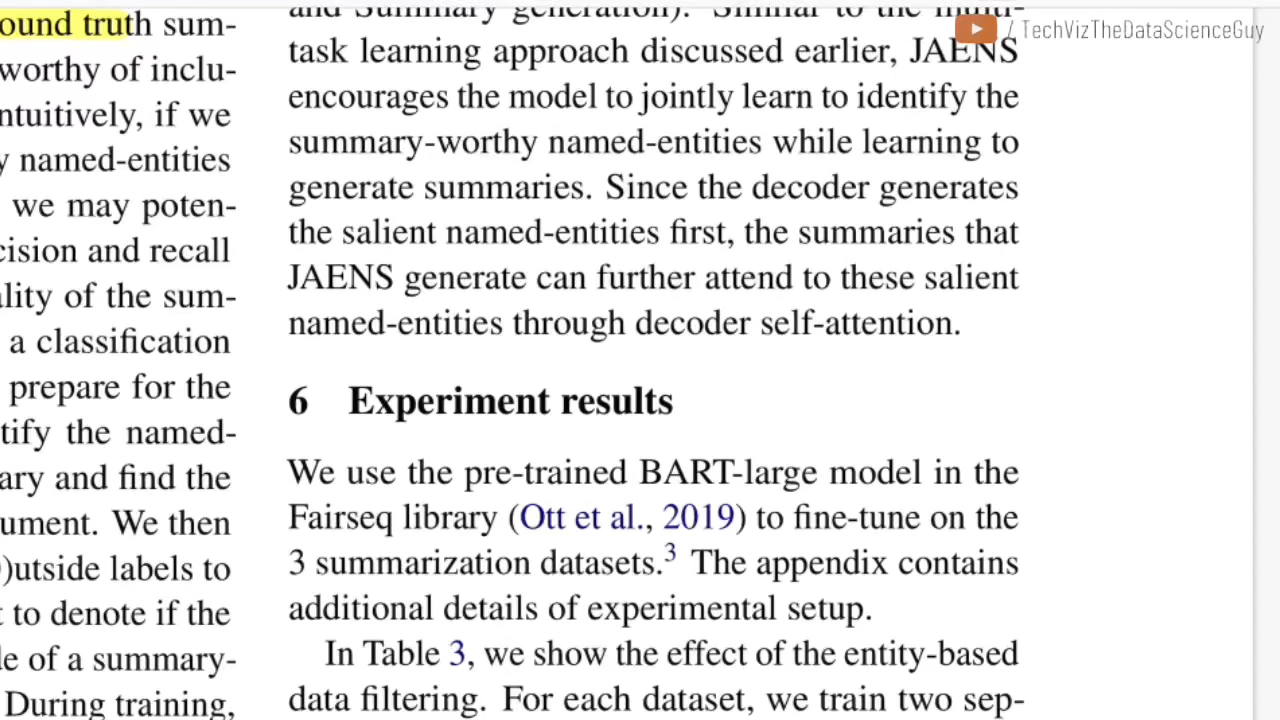 ound truth sum-
worthy of inclu-
ntuitively, if we
y named-entities
we may poten-
cision and recall
ality of the sum-
a classification
prepare for the
tify the named-
ary and find the
ument. We then
)utside labels to
t to denote if the
le of a summary-
During training,
and Summary generation). Similar to the multi-
task learning approach discussed earlier, JAENS
encourages the model to jointly learn to identify the
summary-worthy named-entities while learning to
generate summaries. Since the decoder generates
the salient named-entities first, the summaries that
JAENS generate can further attend to these salient
named-entities through decoder self-attention.
6 Experiment results
We use the pre-trained BART-large model in the
Fairseq library (Ott et al., 2019) to fine-tune on the
3 summarization datasets.³ The appendix contains
additional details of experimental setup.
In Table 3, we show the effect of the entity-based
data filtering. For each dataset, we train two sep-
/ TechVizTheDataScienceGuy